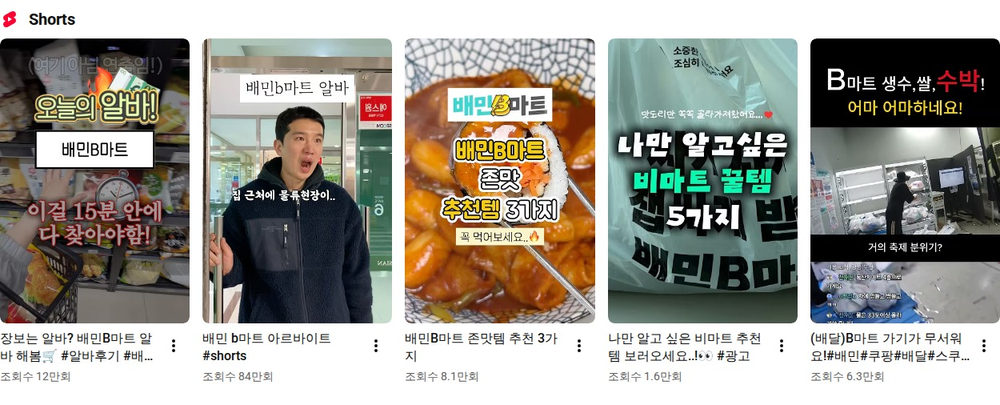 Shorts
(여기 아님 연출임!)
오늘의 알바!
배민B마트
이걸 15분 안에
다 찾아야함!
장보는 알바? 배민B마트 알
바 해봄🛒 #알바후기 #배...
조회수 12만회
배민b마트 알바
집 근처에 물류현장이..
배민 b마트 아르바이트
#shorts
조회수 84만회
배민B마트
배민B마트
존맛
추천템 3가지
꼭 먹어보세요..🔥
배민B마트 존맛템 추천 3가
지
조회수 8.1만회
소중한
조심히
맛도리만 쏙쏙 골라가져왔어요...❤️
나만 알고싶은
비마트 꿀템
5가지
배민B마
나만 알고 싶은 비마트 추천
템 보러오세요..!👀 #광고
조회수 1.6만회
B마트 생수,쌀,수박!
어마 어마하네요!
거의 축제 분위기?
(배달)B마트 가기가 무서워
요!#배민#쿠팡#배달#스쿠...
조회수 6.3만회